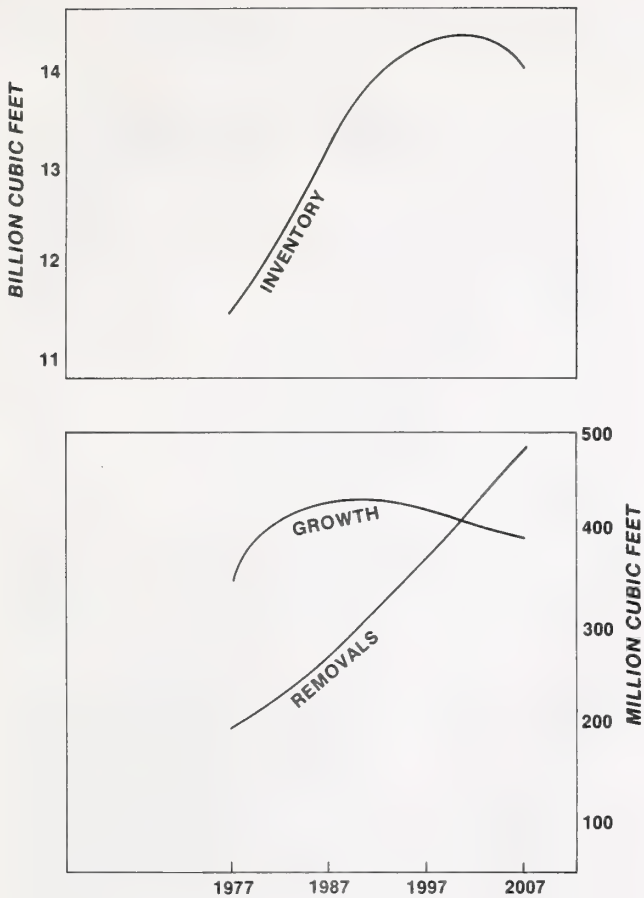 BILLION CUBIC FEET
14
13
12
11
INVENTORY
500
400
300
200
100
MILLION CUBIC FEET
GROWTH
REMOVALS
1977 1987 1997 2007